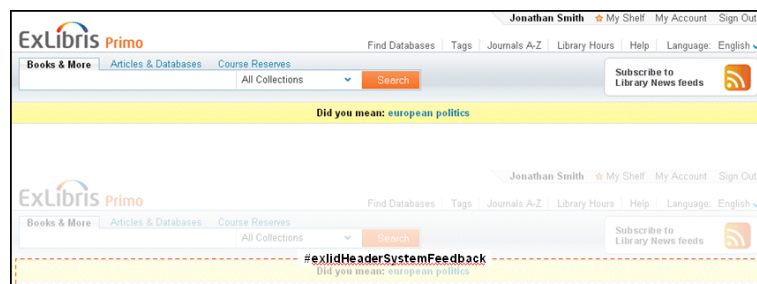 Jonathan Smith My Shelf My Account Sign Out
ExLibris Primo
Find Databases Tags Journals A-Z Library Hours Help Language: English
Books & More Articles & Databases Course Reserves
All Collections Search
Subscribe to
Library News feeds
Did you mean: european politics
Jonathan Smith My Shelf My Account Sign Out
ExLibris Primo
Find Databases Tags Journals A-Z Library Hours Help Language: English
Books & More Articles & Databases Course Reserves
All Collections Search
Subscribe to
Library News feeds
#exlidHeaderSystemFeedback
Did you mean: european politics